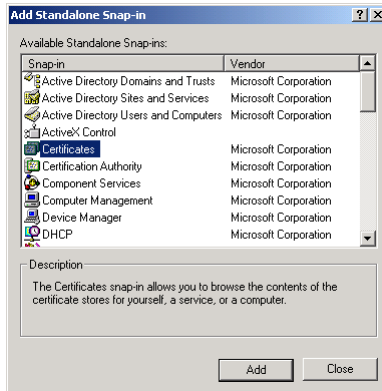 Add Standalone Snap-in
Available Standalone Snap-ins:
Snap-in Vendor
Active Directory Domains and Trusts Microsoft Corporation
Active Directory Sites and Services Microsoft Corporation
Active Directory Users and Computers Microsoft Corporation
ActiveX Control
Certificates Microsoft Corporation
Certification Authority Microsoft Corporation
Component Services Microsoft Corporation
Computer Management Microsoft Corporation
Device Manager Microsoft Corporation
DHCP Microsoft Corporation
Description
The Certificates snap-in allows you to browse the contents of the
certificate stores for yourself, a service, or a computer.
Add Close